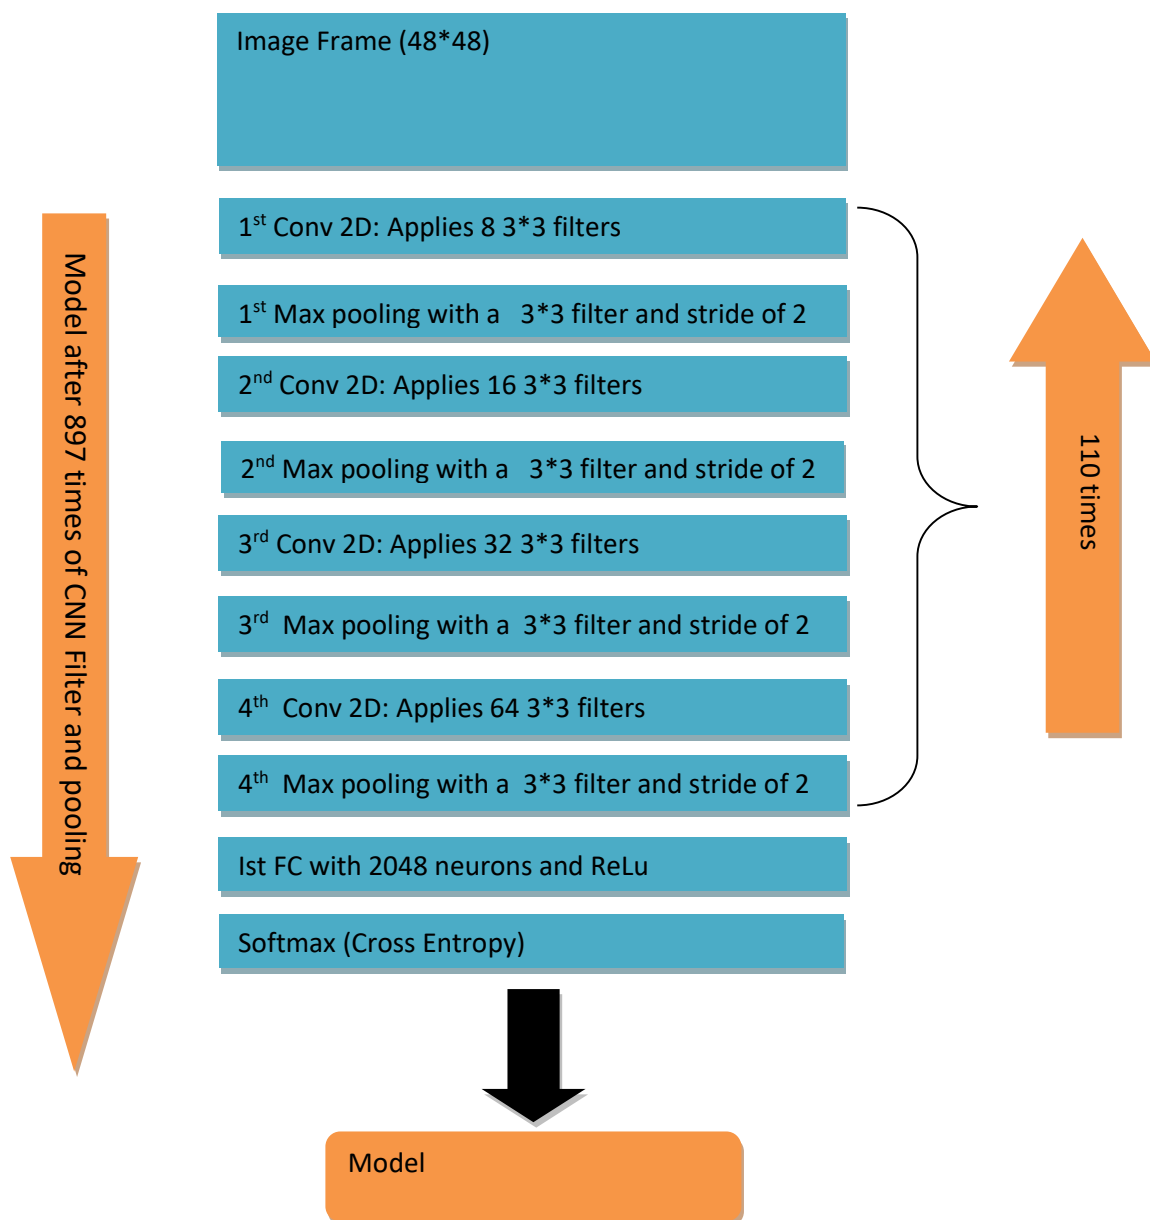 Image Frame (48*48)
1st Conv 2D: Applies 8 3*3 filters
1st Max pooling with a 3*3 filter and stride of 2
2nd Conv 2D: Applies 16 3*3 filters
2nd Max pooling with a 3*3 filter and stride of 2
3rd Conv 2D: Applies 32 3*3 filters
3rd Max pooling with a 3*3 filter and stride of 2
4th Conv 2D: Applies 64 3*3 filters
4th Max pooling with a 3*3 filter and stride of 2
Ist FC with 2048 neurons and ReLu
Softmax (Cross Entropy)
Model
Model after 897 times of CNN Filter and pooling
110 times